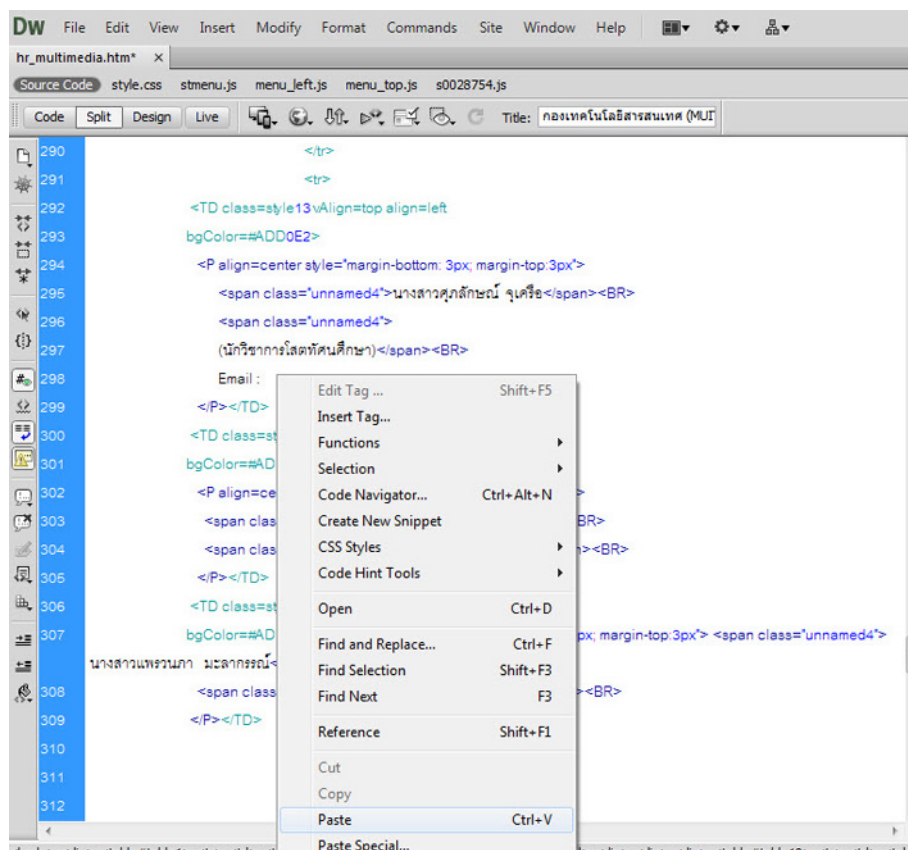 Dw File Edit View Insert Modify Format Commands Site Window Help
hr_multimedia.htm* ×
Source Code style.css stmenu.js menu_left.js menu_top.js s0028754.js
Code Split Design Live Title: กองเทคโนโลยีสารสนเทศ (MUT
290 </tr>
291 <tr>
292 <TD class=style13 vAlign=top align=left
293 bgColor=#ADD0E2>
294 <P align=center style="margin-bottom: 3px; margin-top:3px">
295 <span class="unnamed4">นางสาวศุภลักษณ์ จุเครือ</span><BR>
296 <span class="unnamed4">
297 (นักวิชาการโสตทัศนศึกษา)</span><BR>
298 Email :
299 </P></TD>
300 <TD class=st
301 bgColor=#AD
302 <P align=ce >
303 <span clas BR>
304 <span clas ><BR>
305 </P></TD>
306 <TD class=st
307 bgColor=#AD px; margin-top:3px"> <span class="unnamed4">
นางสาวแพรวนภา มะลากรรณ์<
308 <span class ><BR>
309 </P></TD>
310
311
312
Edit Tag ... Shift+F5
Insert Tag...
Functions
Selection
Code Navigator... Ctrl+Alt+N
Create New Snippet
CSS Styles
Code Hint Tools
Open Ctrl+D
Find and Replace... Ctrl+F
Find Selection Shift+F3
Find Next F3
Reference Shift+F1
Cut
Copy
Paste Ctrl+V
Paste Special...